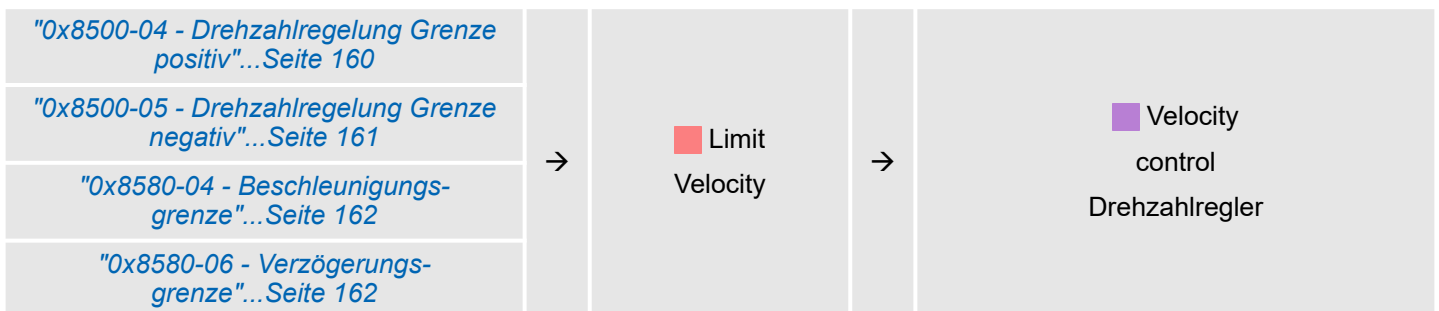 "0x8500-04 - Drehzahlregelung Grenze
positiv"...Seite 160
"0x8500-05 - Drehzahlregelung Grenze
negativ"...Seite 161
"0x8580-04 - Beschleunigungs-
grenze"...Seite 162
"0x8580-06 - Verzögerungs-
grenze"...Seite 162
→
Limit
Velocity
→
Velocity
control
Drehzahlregler